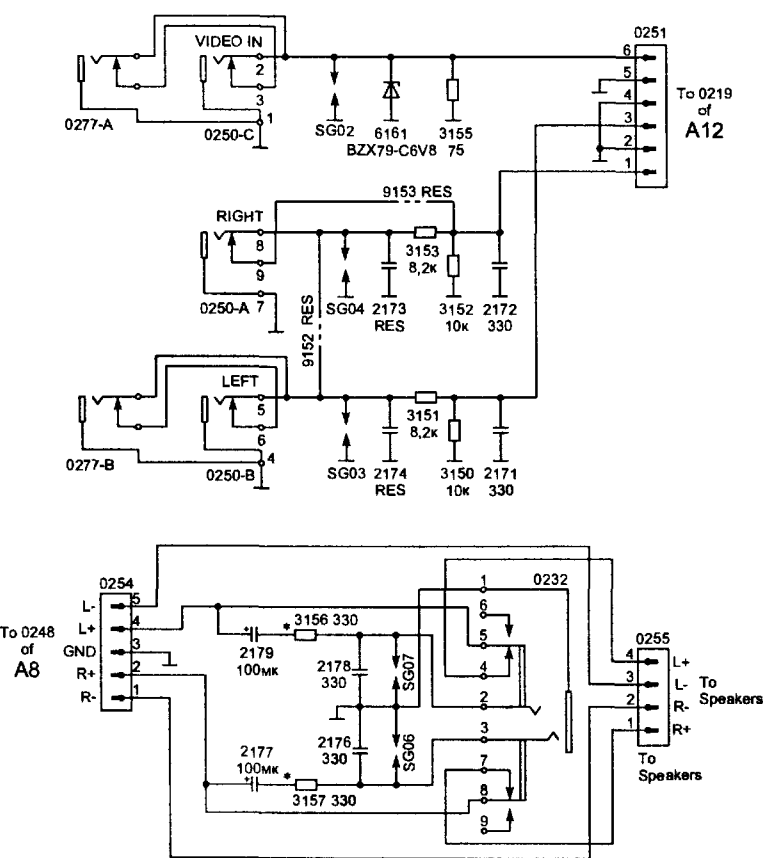 0251
VIDEO IN
2
3
1
0277-A
0250-C
SG02
6161
BZX79-C6V8
3155
75
6
5
4
3
2
1
To 0219
of
A12
9153 RES
RIGHT
8
9
7
0250-A
9152 RES
SG04
2173
RES
3153
8,2к
3152
10к
2172
330
LEFT
5
6
4
0277-B
0250-B
SG03
2174
RES
3151
8,2к
3150
10к
2171
330
0254
To 0248
of
A8
L- 5
L+ 4
GND 3
R+ 2
R- 1
* 3156 330
+
2179
100мк
2178
330
SG07
2176
330
SG06
2177
100мк
+
* 3157 330
0232
1
6
5
4
2
3
7
8
9
0255
4 L+
3 L-
2 R-
1 R+
To
Speakers
To
Speakers